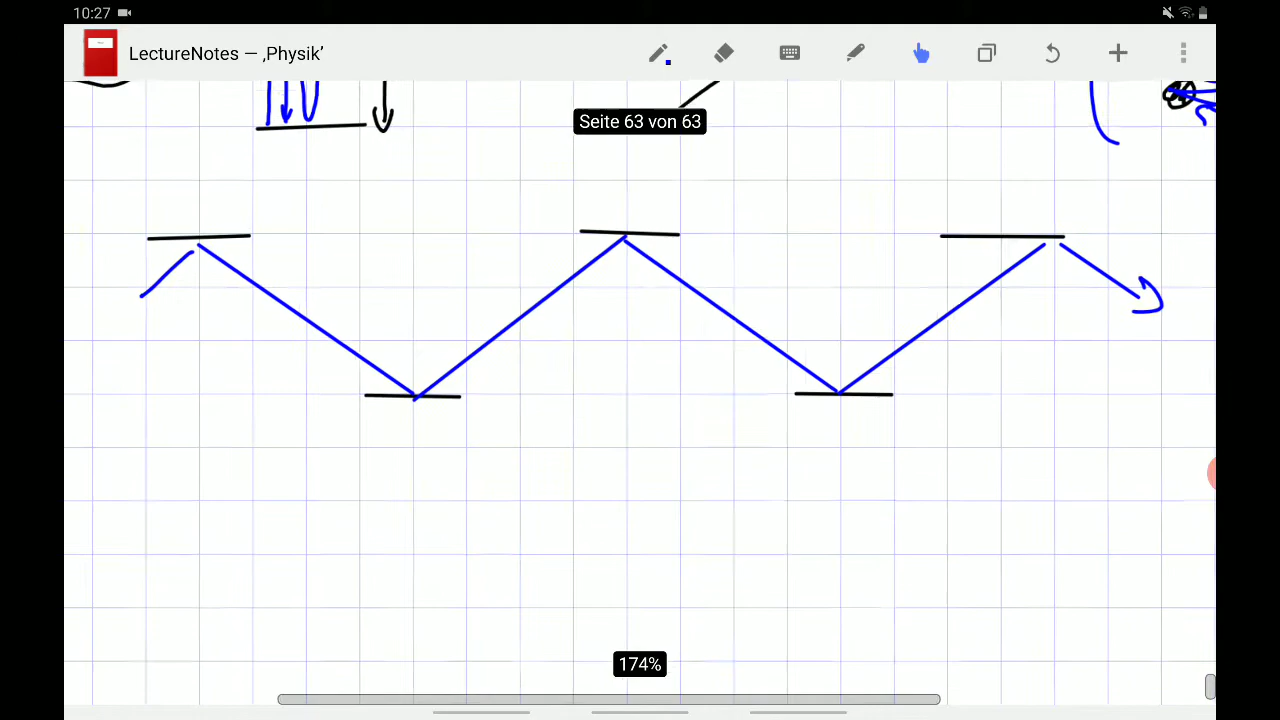 10:27
LectureNotes — ‚Physik’
Seite 63 von 63
174%